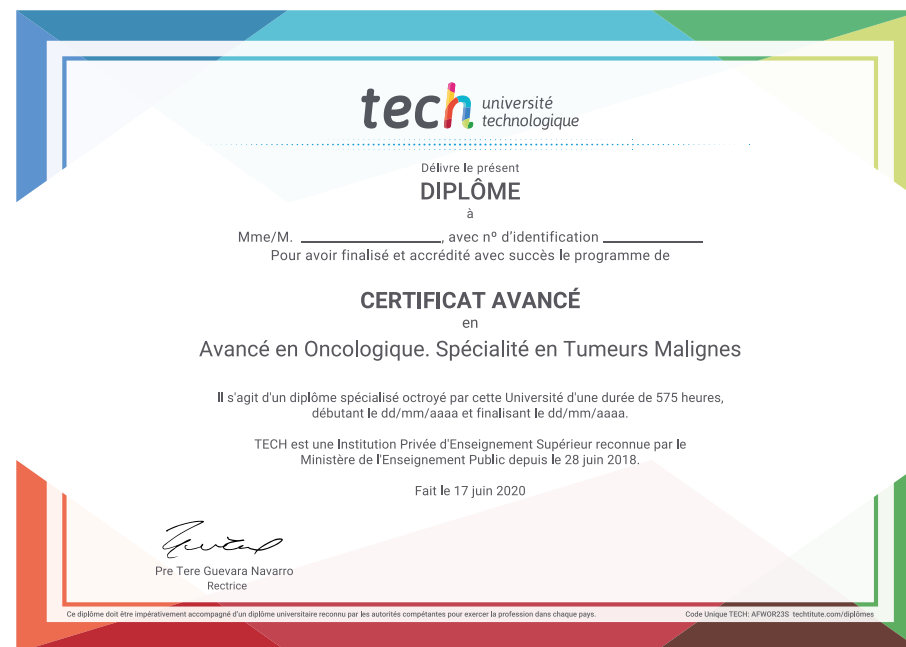 tech université
technologique
Délivre le présent
DIPLÔME
à
Mme/M. ____________________, avec nº d'identification ______________
Pour avoir finalisé et accrédité avec succès le programme de
CERTIFICAT AVANCÉ
en
Avancé en Oncologique. Spécialité en Tumeurs Malignes
Il s'agit d'un diplôme spécialisé octroyé par cette Université d'une durée de 575 heures,
débutant le dd/mm/aaaa et finalisant le dd/mm/aaaa.
TECH est une Institution Privée d'Enseignement Supérieur reconnue par le
Ministère de l'Enseignement Public depuis le 28 juin 2018.
Fait le 17 juin 2020
Pre Tere Guevara Navarro
Rectrice
Ce diplôme doit être impérativement accompagné d'un diplôme universitaire reconnu par les autorités compétentes pour exercer la profession dans chaque pays.
Code Unique TECH: AFWOR23S techtitute.com/diplômes